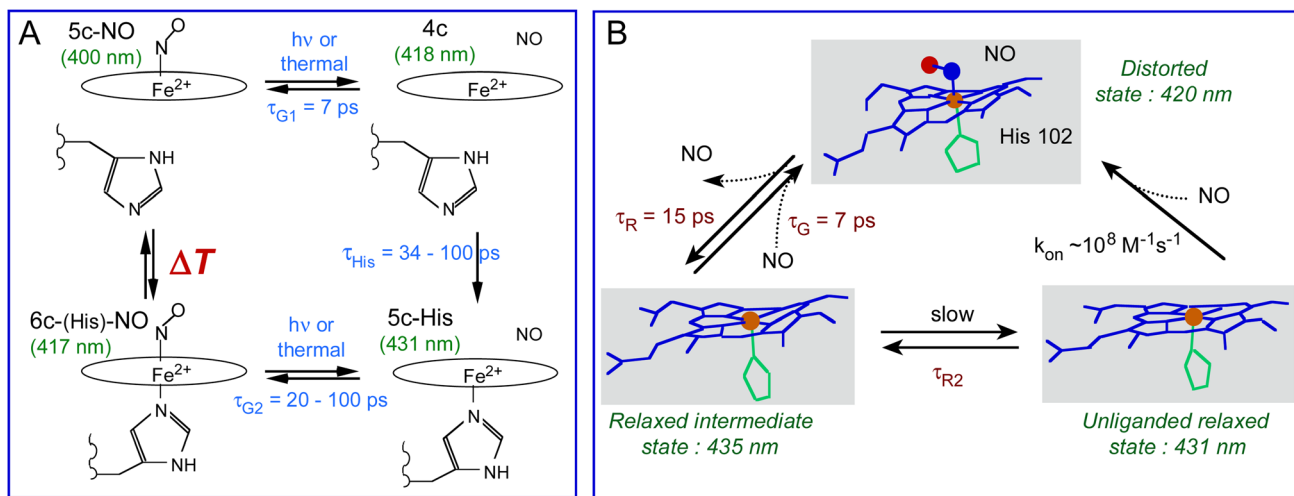 A
5c-NO
(400 nm)
O
N
Fe2+
hν or
thermal
τG1 = 7 ps
4c
(418 nm)
NO
Fe2+
NH
N
NH
N
ΔT
τHis = 34 - 100 ps
6c-(His)-NO
(417 nm)
O
N
Fe2+
N
NH
hν or
thermal
τG2 = 20 - 100 ps
5c-His
(431 nm)
NO
Fe2+
N
NH
B
NO
His 102
Distorted
state : 420 nm
NO
τR = 15 ps
τG = 7 ps
NO
NO
kon ~10⁸ M⁻¹s⁻¹
slow
τR2
Relaxed intermediate
state : 435 nm
Unliganded relaxed
state : 431 nm